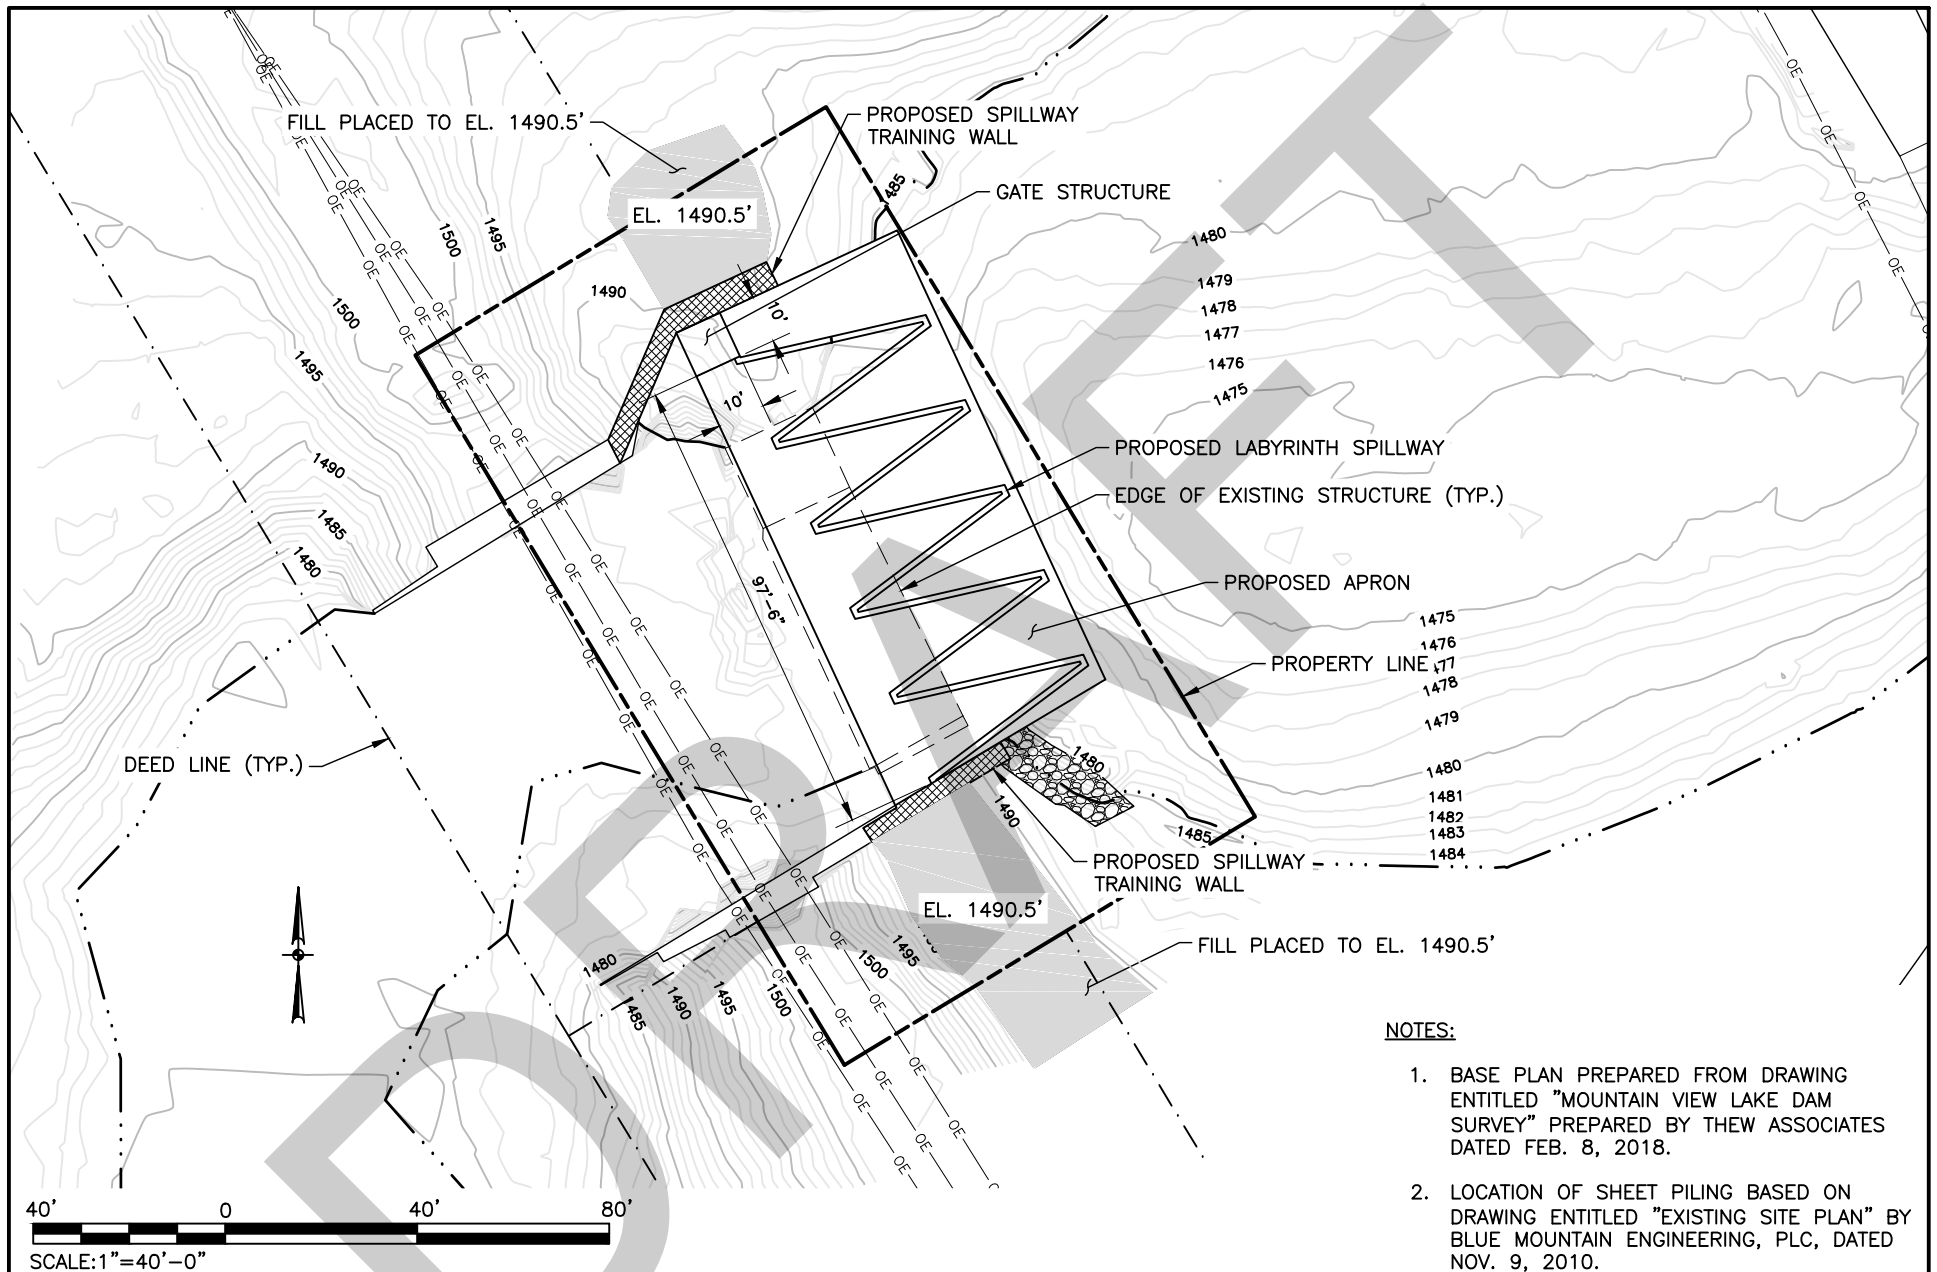 FILL PLACED TO EL. 1490.5'
PROPOSED SPILLWAY
TRAINING WALL
GATE STRUCTURE
EL. 1490.5'
1485
1480
1479
1478
1477
1476
1475
1500
1495
1490
1500
1495
1490
1485
1480
10'
10'
97'-6"
PROPOSED LABYRINTH SPILLWAY
EDGE OF EXISTING STRUCTURE (TYP.)
PROPOSED APRON
PROPERTY LINE
1475
1476
1477
1478
1479
1480
1481
1482
1483
1484
DEED LINE (TYP.)
1480
1490
1485
PROPOSED SPILLWAY
TRAINING WALL
EL. 1490.5'
FILL PLACED TO EL. 1490.5'
1480
485
1490
1495
1500
1500
1495
OE
DRAFT
40' 0 40' 80'
SCALE:1"=40'-0"
NOTES:
1. BASE PLAN PREPARED FROM DRAWING
ENTITLED "MOUNTAIN VIEW LAKE DAM
SURVEY" PREPARED BY THEW ASSOCIATES
DATED FEB. 8, 2018.
2. LOCATION OF SHEET PILING BASED ON
DRAWING ENTITLED "EXISTING SITE PLAN" BY
BLUE MOUNTAIN ENGINEERING, PLC, DATED
NOV. 9, 2010.